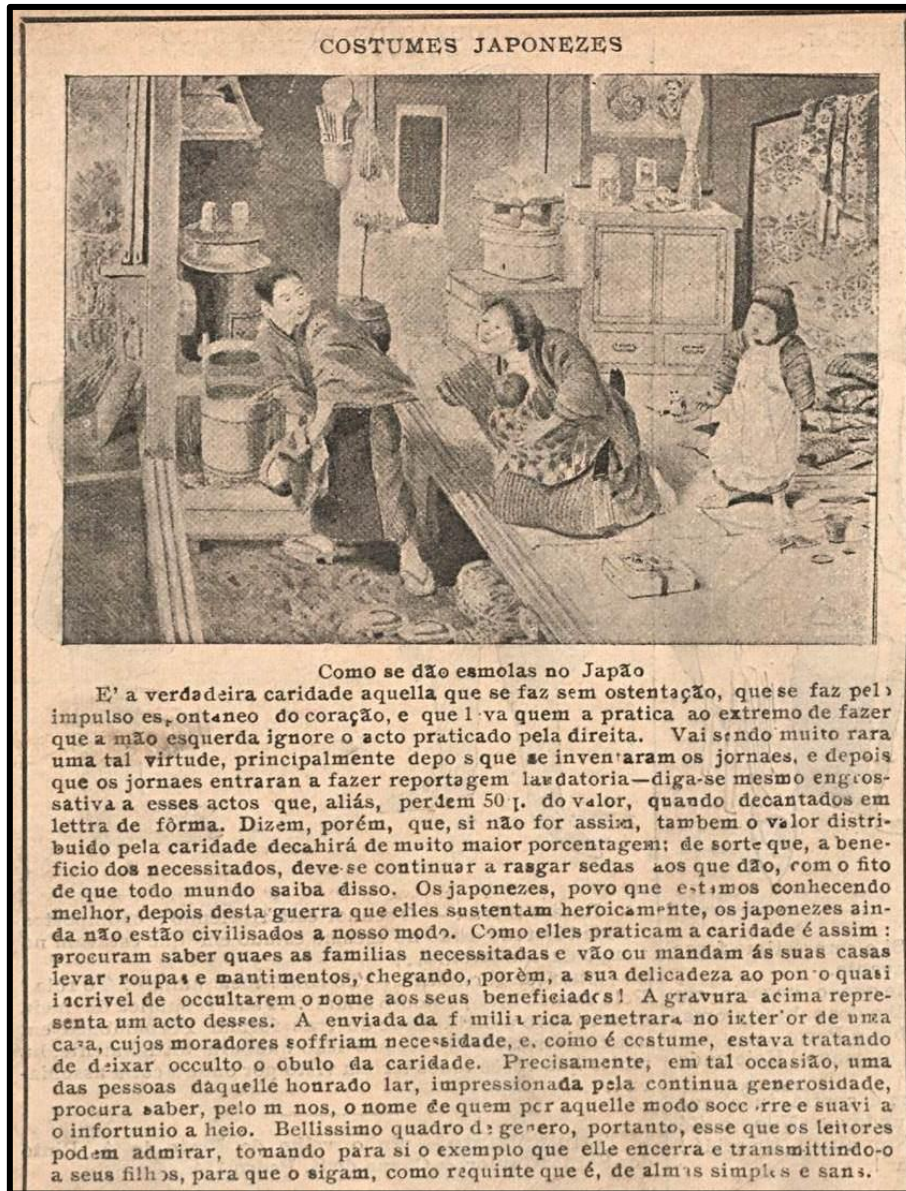 COSTUMES JAPONEZES
Como se dão esmolas no Japão
E' a verdadeira caridade aquella que se faz sem ostentação, que se faz pelo
impulso espontaneo do coração, e que l va quem a pratica ao extremo de fazer
que a mão esquerda ignore o acto praticado pela direita. Vai sendo muito rara
uma tal virtude, principalmente depo s que se inventaram os jornaes, e depois
que os jornaes entraran a fazer reportagem laudatoria—diga-se mesmo engros-
sativa a esses actos que, aliás, perdem 50 do valor, quando decantados em
lettra de fôrma. Dizem, porém, que, si não for assim, tambem o valor distri-
buido pela caridade decahirá de muito maior porcentagem; de sorte que, a bene-
ficio dos necessitados, deve-se continuar a rasgar sedas aos que dão, com o fito
de que todo mundo saiba disso. Os japonezes, povo qne estamos conhecendo
melhor, depois desta guerra que elles sustentam heroicamente, os japonezes ain-
da não estão civilisados a nosso modo. Como elles praticam a caridade é assim :
procuram saber quaes as familias necessitadas e vão ou mandam ás suas casas
levar roupas e mantimentos, chegando, porèm, a sua delicadeza ao ponto quasi
incrivel de occultarem o nome aos seus beneficiados! A gravura acima repre-
senta um acto desses. A enviada da f milia rica penetrara no interior de uma
casa, cujos moradores soffriam necessidade, e, como é costume, estava tratando
de deixar occulto o obulo da caridade. Precisamente, em tal occasião, uma
das pessoas daquelle honrado lar, impressionada pela continua generosidade,
procura saber, pelo m nos, o nome de quem por aquelle modo soccorre e suavi a
o infortunio a heio. Bellissimo quadro de genero, portanto, esse que os leitores
podem admirar, tomando para si o exemplo que elle encerra e transmittindo-o
a seus filhos, para que o sigam, como requinte que é, de almas simples e sans.